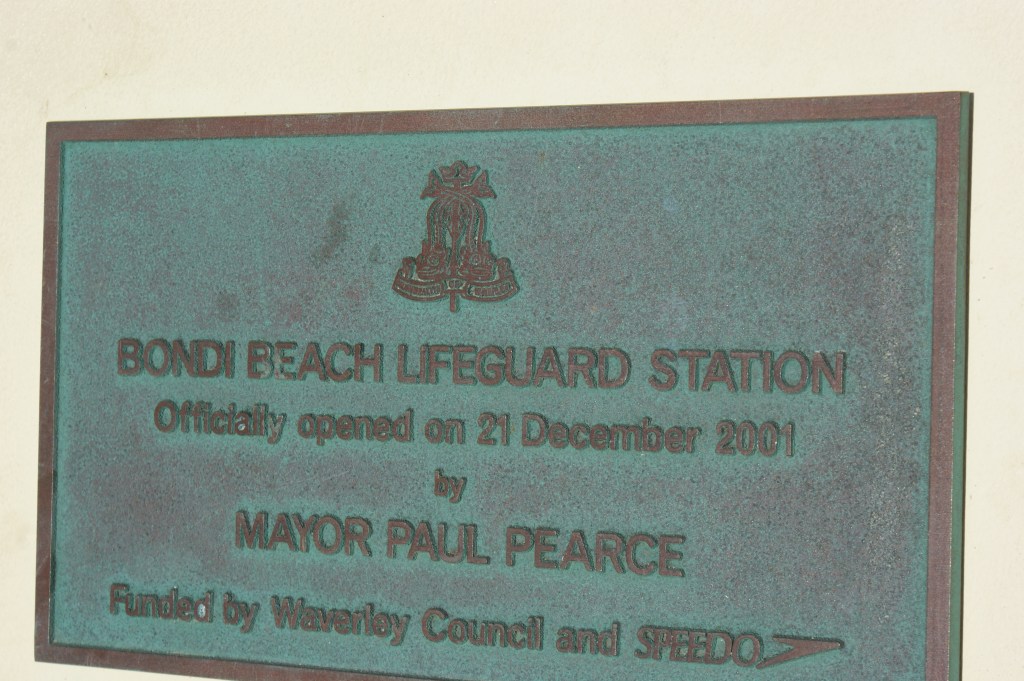 BONDI BEACH LIFEGUARD STATION
Officially opened on 21 December 2001
by
MAYOR PAUL PEARCE
Funded by Waverley Council and SPEEDO